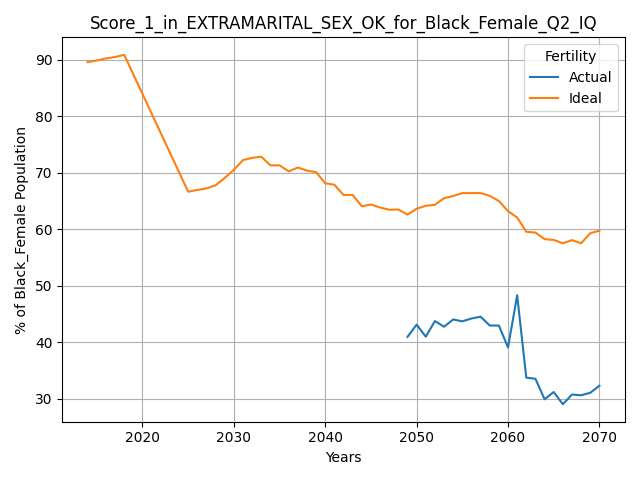 Score_1_in_EXTRAMARITAL_SEX_OK_for_Black_Female_Q2_IQ
Fertility
Actual
Ideal
% of Black_Female Population
90
80
70
60
50
40
30
2020 2030 2040 2050 2060 2070
Years